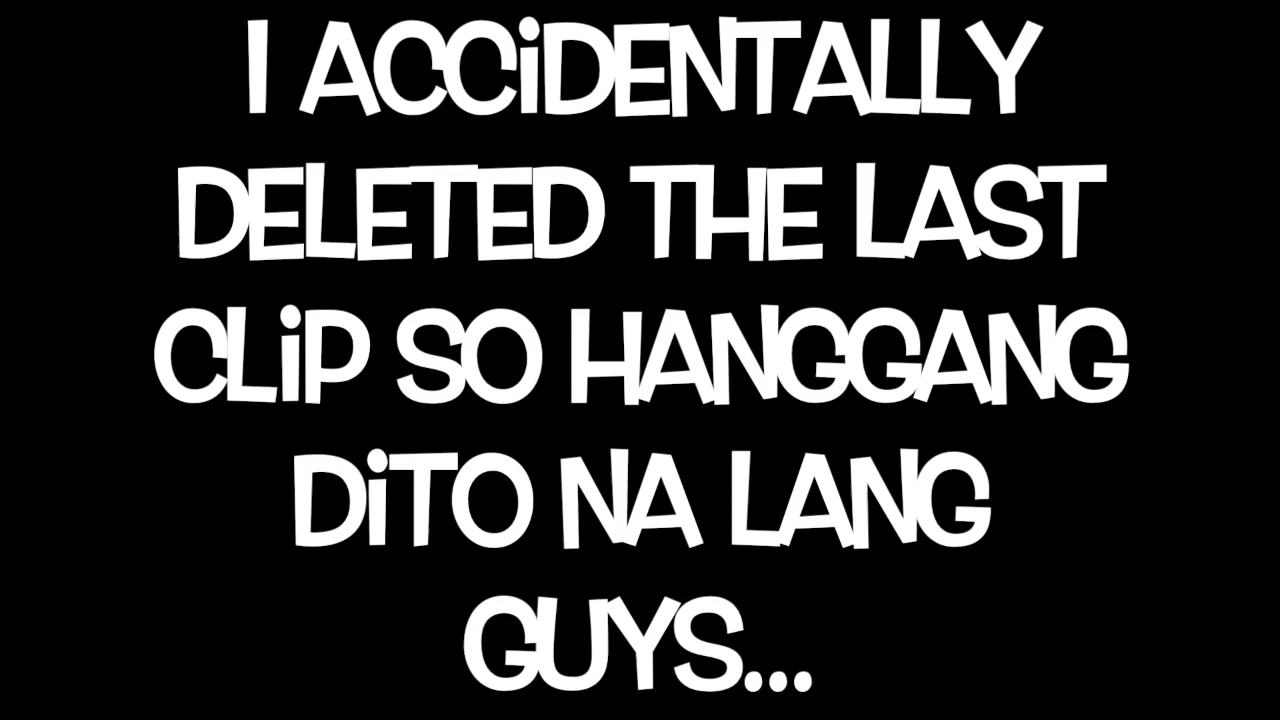 I ACCiDENTALLY
DELETED THE LAST
CLiP SO HANGGANG
DiTO NA LANG
GUYS...